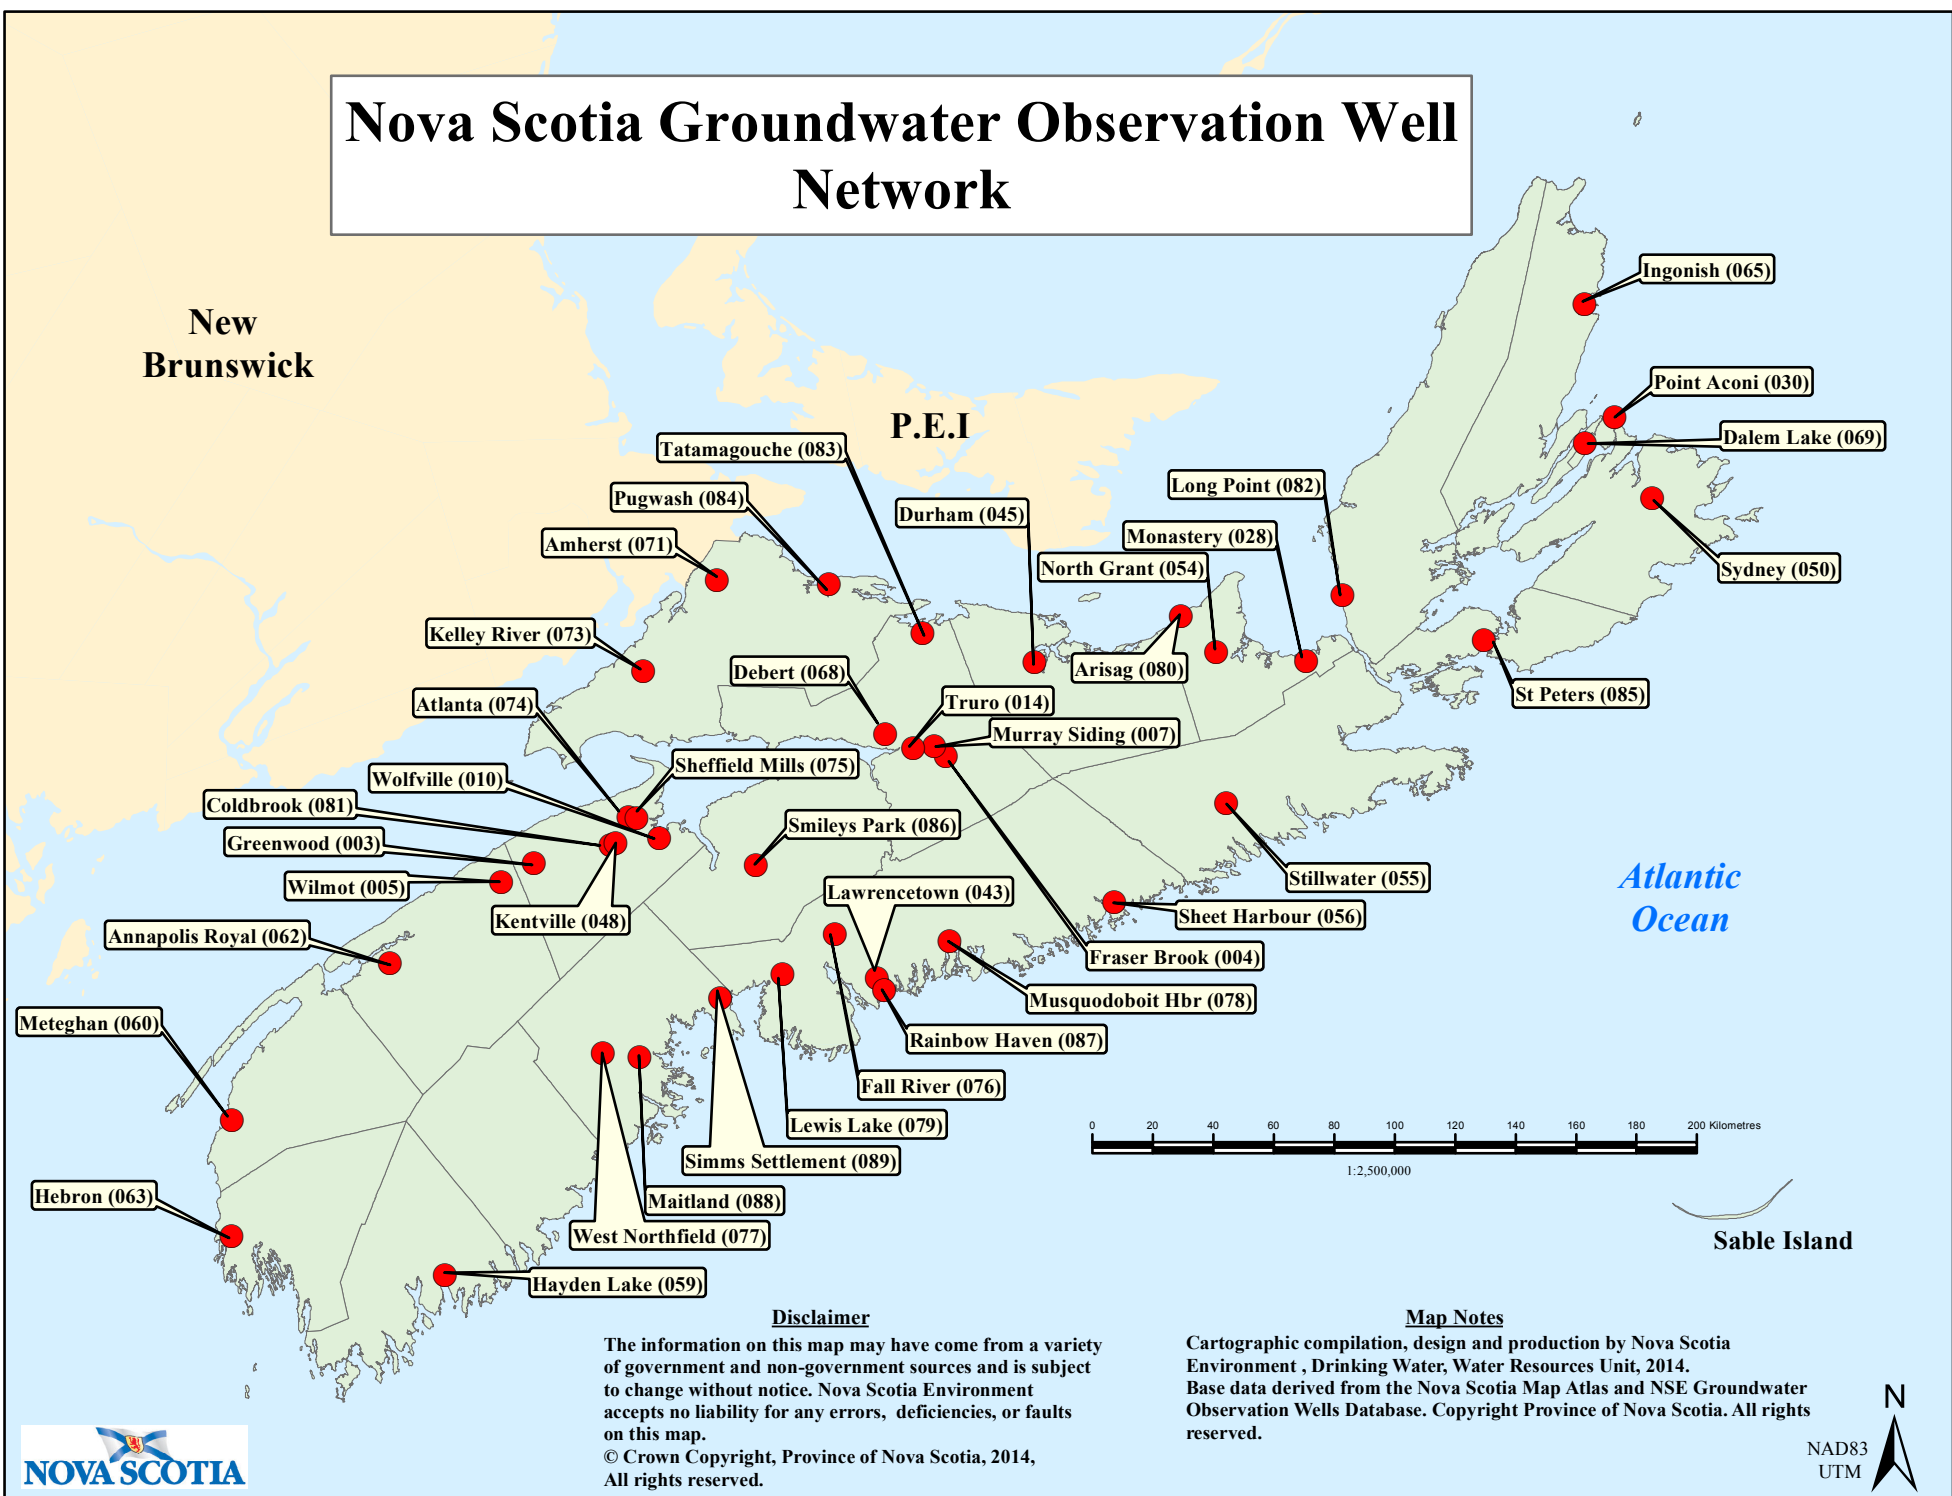 Nova Scotia Groundwater Observation Well
Network
New
Brunswick
P.E.I
Ingonish (065)
Point Aconi (030)
Dalem Lake (069)
Tatamagouche (083)
Long Point (082)
Pugwash (084)
Durham (045)
Monastery (028)
Amherst (071)
North Grant (054)
Sydney (050)
Kelley River (073)
Debert (068)
Arisag (080)
St Peters (085)
Atlanta (074)
Truro (014)
Murray Siding (007)
Sheffield Mills (075)
Wolfville (010)
Coldbrook (081)
Smileys Park (086)
Greenwood (003)
Wilmot (005)
Lawrencetown (043)
Stillwater (055)
Atlantic
Ocean
Kentville (048)
Sheet Harbour (056)
Annapolis Royal (062)
Fraser Brook (004)
Musquodoboit Hbr (078)
Meteghan (060)
Rainbow Haven (087)
Fall River (076)
Lewis Lake (079)
Simms Settlement (089)
Maitland (088)
Hebron (063)
West Northfield (077)
Hayden Lake (059)
0 20 40 60 80 100 120 140 160 180 200 Kilometres
1:2,500,000
Sable Island
Disclaimer
The information on this map may have come from a variety
of government and non-government sources and is subject
to change without notice. Nova Scotia Environment
accepts no liability for any errors, deficiencies, or faults
on this map.
© Crown Copyright, Province of Nova Scotia, 2014,
All rights reserved.
Map Notes
Cartographic compilation, design and production by Nova Scotia
Environment , Drinking Water, Water Resources Unit, 2014.
Base data derived from the Nova Scotia Map Atlas and NSE Groundwater
Observation Wells Database. Copyright Province of Nova Scotia. All rights
reserved.
N
NAD83
UTM
NOVA SCOTIA